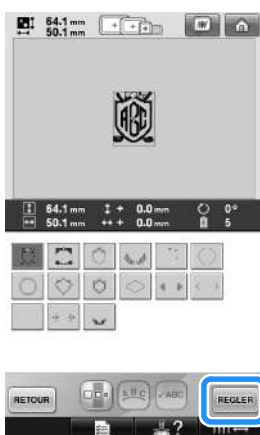 64.1 mm
50.1 mm
ABC
64.1 mm + 0.0 mm 0°
50.1 mm + 0.0 mm 5
RETOUR ABC ABC REGLER
?